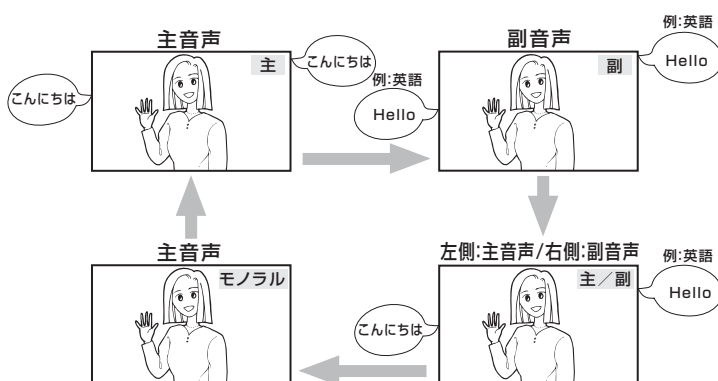 主音声
主
こんにちは
こんにちは
副音声
副
例:英語
Hello
例:英語
Hello
左側:主音声/右側:副音声
主／副
こんにちは
例:英語
Hello
主音声
モノラル